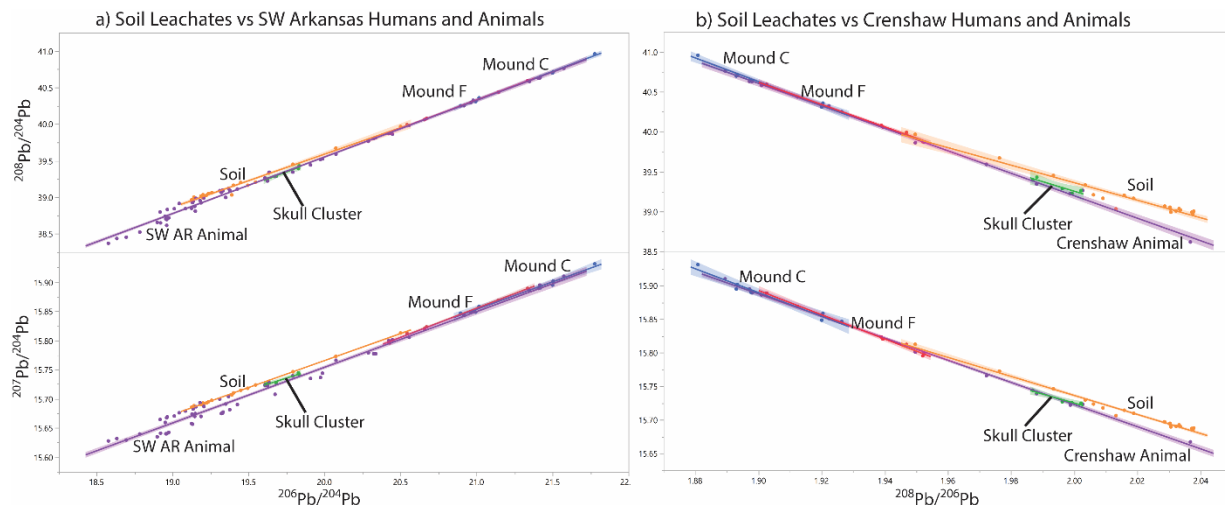 a) Soil Leachates vs SW Arkansas Humans and Animals
b) Soil Leachates vs Crenshaw Humans and Animals
41.0
40.5
40.0
39.5
39.0
38.5
²⁰⁸Pb/²⁰⁴Pb
Mound C
Mound F
Soil
Skull Cluster
SW AR Animal
15.90
15.85
15.80
15.75
15.70
15.65
15.60
²⁰⁷Pb/²⁰⁴Pb
Mound C
Mound F
Soil
Skull Cluster
SW AR Animal
18.5 19.0 19.5 20.0 20.5 21.0 21.5 22.
²⁰⁶Pb/²⁰⁴Pb
41.0
40.5
40.0
39.5
39.0
38.5
Mound C
Mound F
Soil
Skull Cluster
Crenshaw Animal
15.95
15.90
15.85
15.80
15.75
15.70
15.65
Mound C
Mound F
Soil
Skull Cluster
Crenshaw Animal
1.88 1.90 1.92 1.94 1.96 1.98 2.00 2.02 2.04
²⁰⁸Pb/²⁰⁶Pb